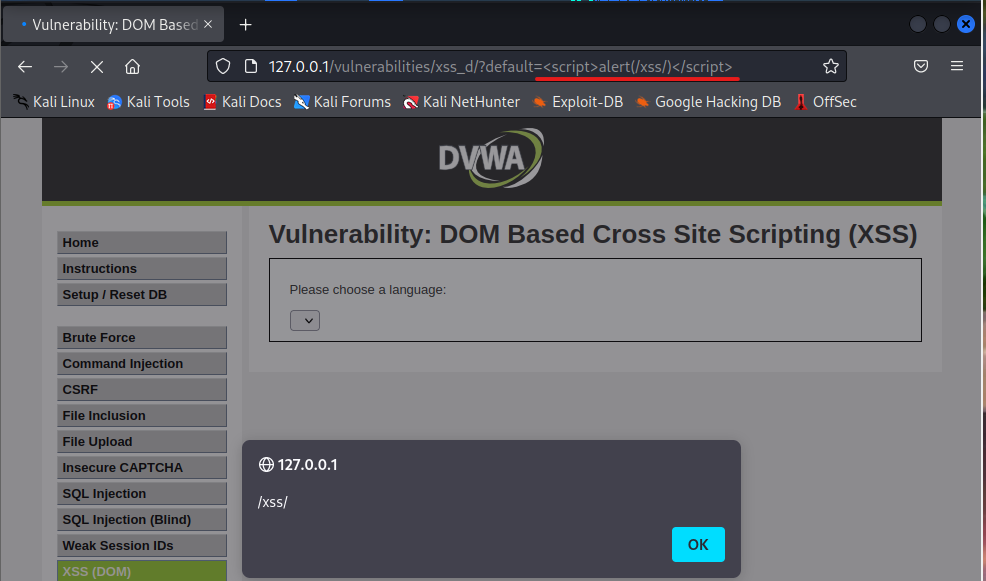 Vulnerability: DOM Based
127.0.0.1/vulnerabilities/xss_d/?default=<script>alert(/xss/)</script>
Kali Linux Kali Tools Kali Docs Kali Forums Kali NetHunter Exploit-DB Google Hacking DB OffSec
DVWA
Vulnerability: DOM Based Cross Site Scripting (XSS)
Please choose a language:
Home
Instructions
Setup / Reset DB
Brute Force
Command Injection
CSRF
File Inclusion
File Upload
Insecure CAPTCHA
SQL Injection
SQL Injection (Blind)
Weak Session IDs
XSS (DOM)
127.0.0.1
/xss/
OK